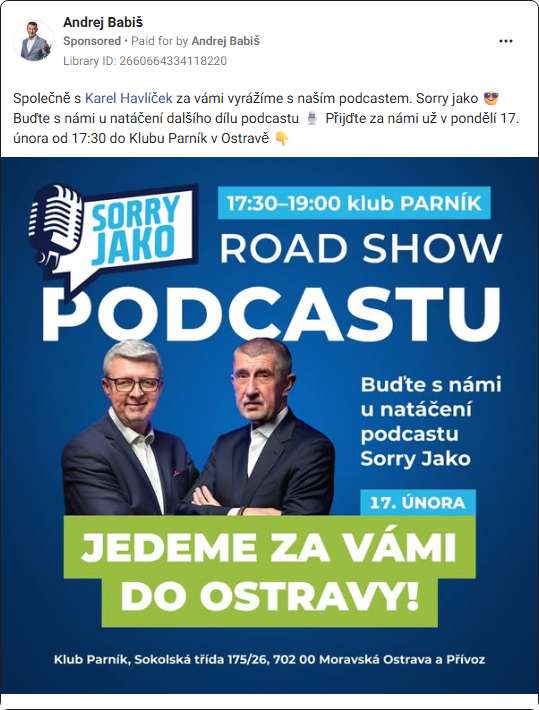 Andrej Babiš
Sponsored • Paid for by Andrej Babiš
Library ID: 2660664334118220
Společně s Karel Havlíček za vámi vyrážíme s naším podcastem. Sorry jako 😎
Buďte s námi u natáčení dalšího dílu podcastu 🎙️ Přijďte za námi už v pondělí 17.
února od 17:30 do Klubu Parník v Ostravě 👇
SORRY
JAKO
17:30–19:00 klub PARNÍK
ROAD SHOW
PODCASTU
Buďte s námi
u natáčení
podcastu
Sorry Jako
17. ÚNORA
JEDEME ZA VÁMI
DO OSTRAVY!
Klub Parník, Sokolská třída 175/26, 702 00 Moravská Ostrava a Přívoz